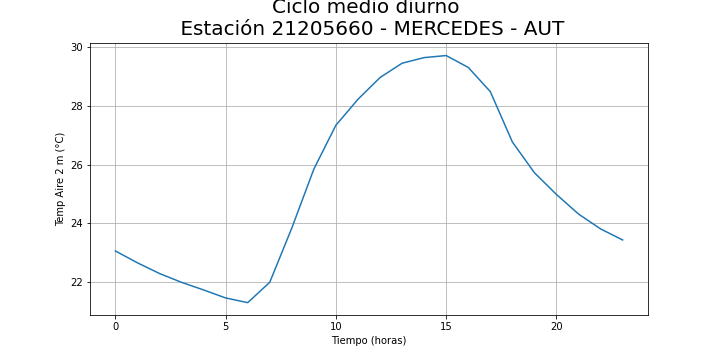 Ciclo medio diurno
Estación 21205660 - MERCEDES - AUT
30
28
26
24
22
Temp Aire 2 m (°C)
0 5 10 15 20
Tiempo (horas)